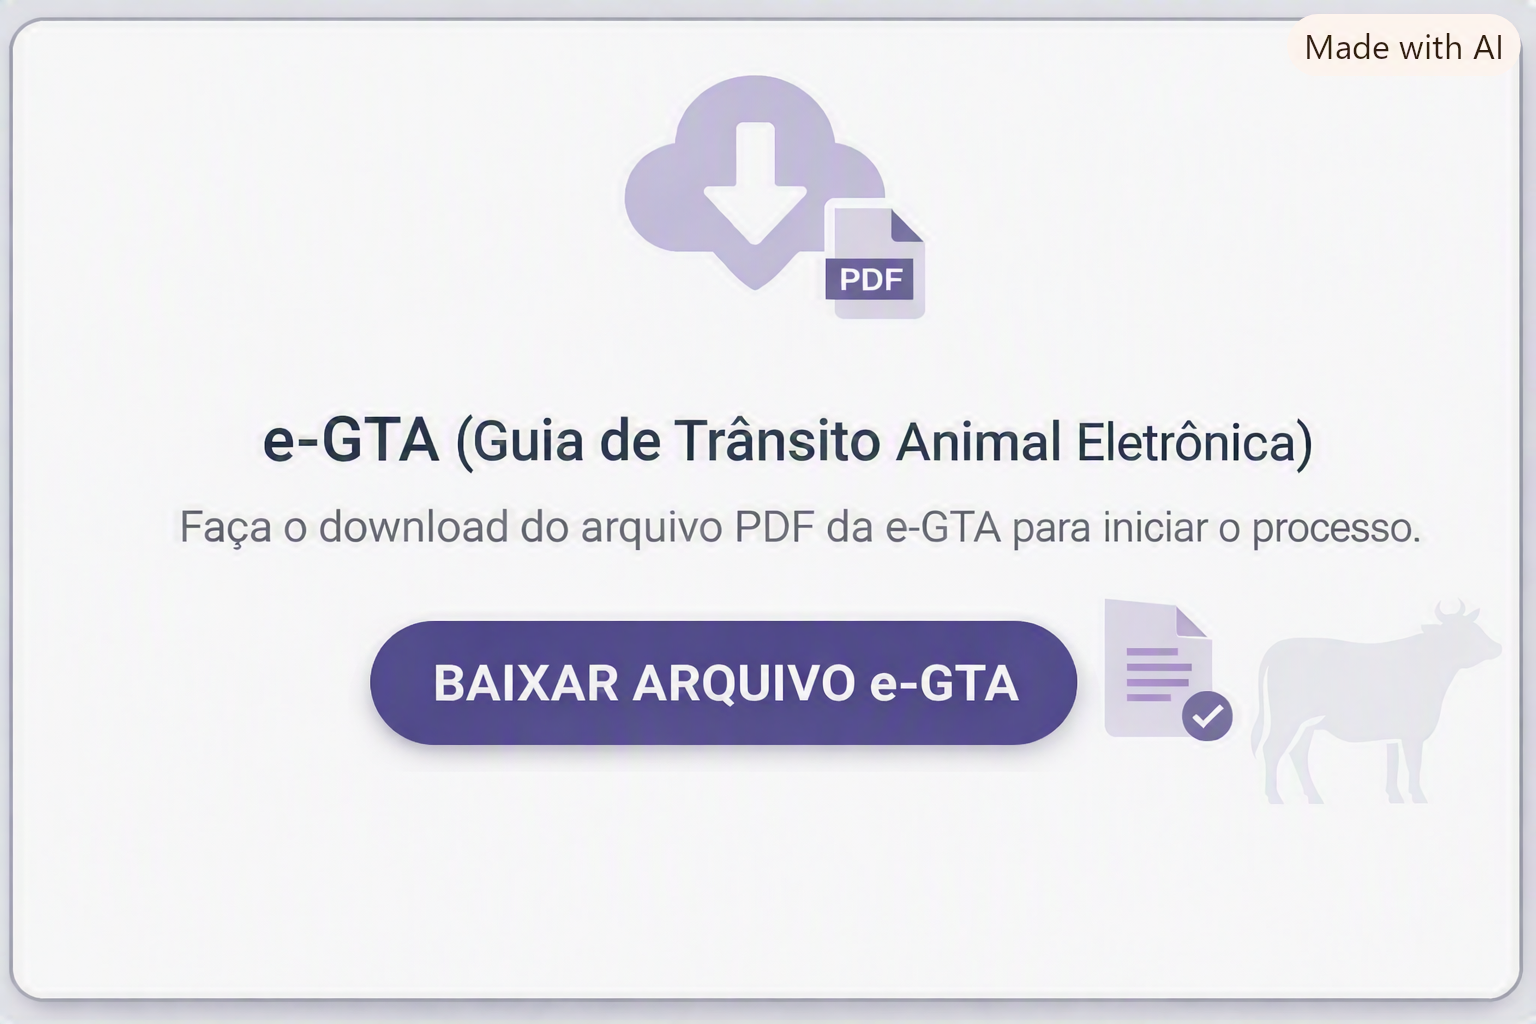 Made with AI
PDF
e-GTA (Guia de Trânsito Animal Eletrônica)
Faça o download do arquivo PDF da e-GTA para iniciar o processo.
BAIXAR ARQUIVO e-GTA